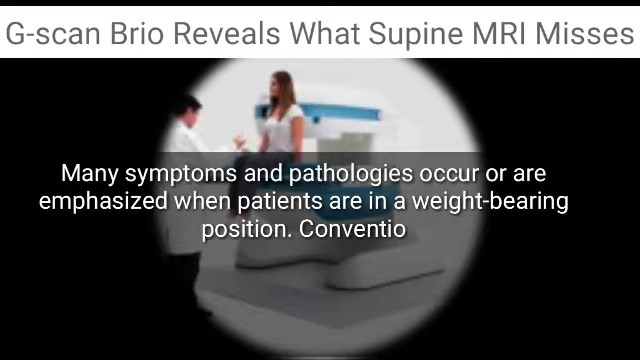 G-scan Brio Reveals What Supine MRI Misses
Many symptoms and pathologies occur or are
emphasized when patients are in a weight-bearing
position. Conventio